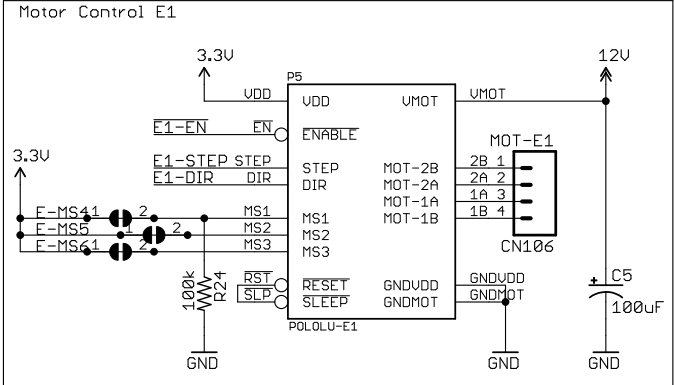 Motor Control E1
3.3V
12V
P5
VDD
VDD
VMOT
VMOT
E1-EN
EN
ENABLE
MOT-E1
3.3V
E1-STEP STEP
STEP
MOT-2B
2B 1
E1-DIR DIR
DIR
MOT-2A
2A 2
MOT-1A
1A 3
E-MS4 1 2
MS1
MS1
MOT-1B
1B 4
E-MS5 1 2
MS2
MS2
E-MS6 1 2
MS3
MS3
CN106
100k
R24
RST
RESET
GNDVDD
GNDVDD
SLP
SLEEP
GNDMOT
GNDMOT
+
C5
100uF
POLOLU-E1
GND
GND
GND